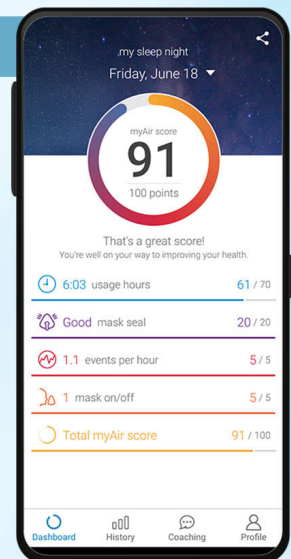 my sleep night
Friday, June 18
myAir score
91
100 points
That's a great score!
You're well on your way to improving your health.
6:03 usage hours 61 / 70
Good mask seal 20 / 20
1.1 events per hour 5 / 5
1 mask on/off 5 / 5
Total myAir score 91 / 100
Dashboard History Coaching Profile